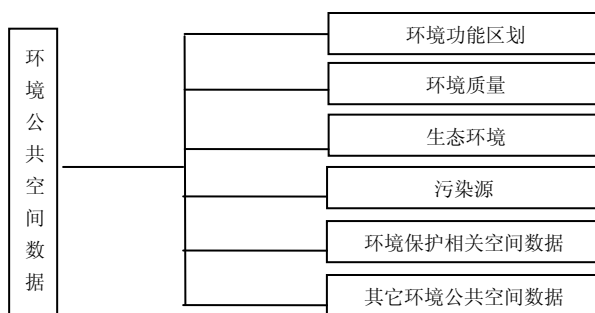 环境公共空间数据
环境功能区划
环境质量
生态环境
污染源
环境保护相关空间数据
其它环境公共空间数据